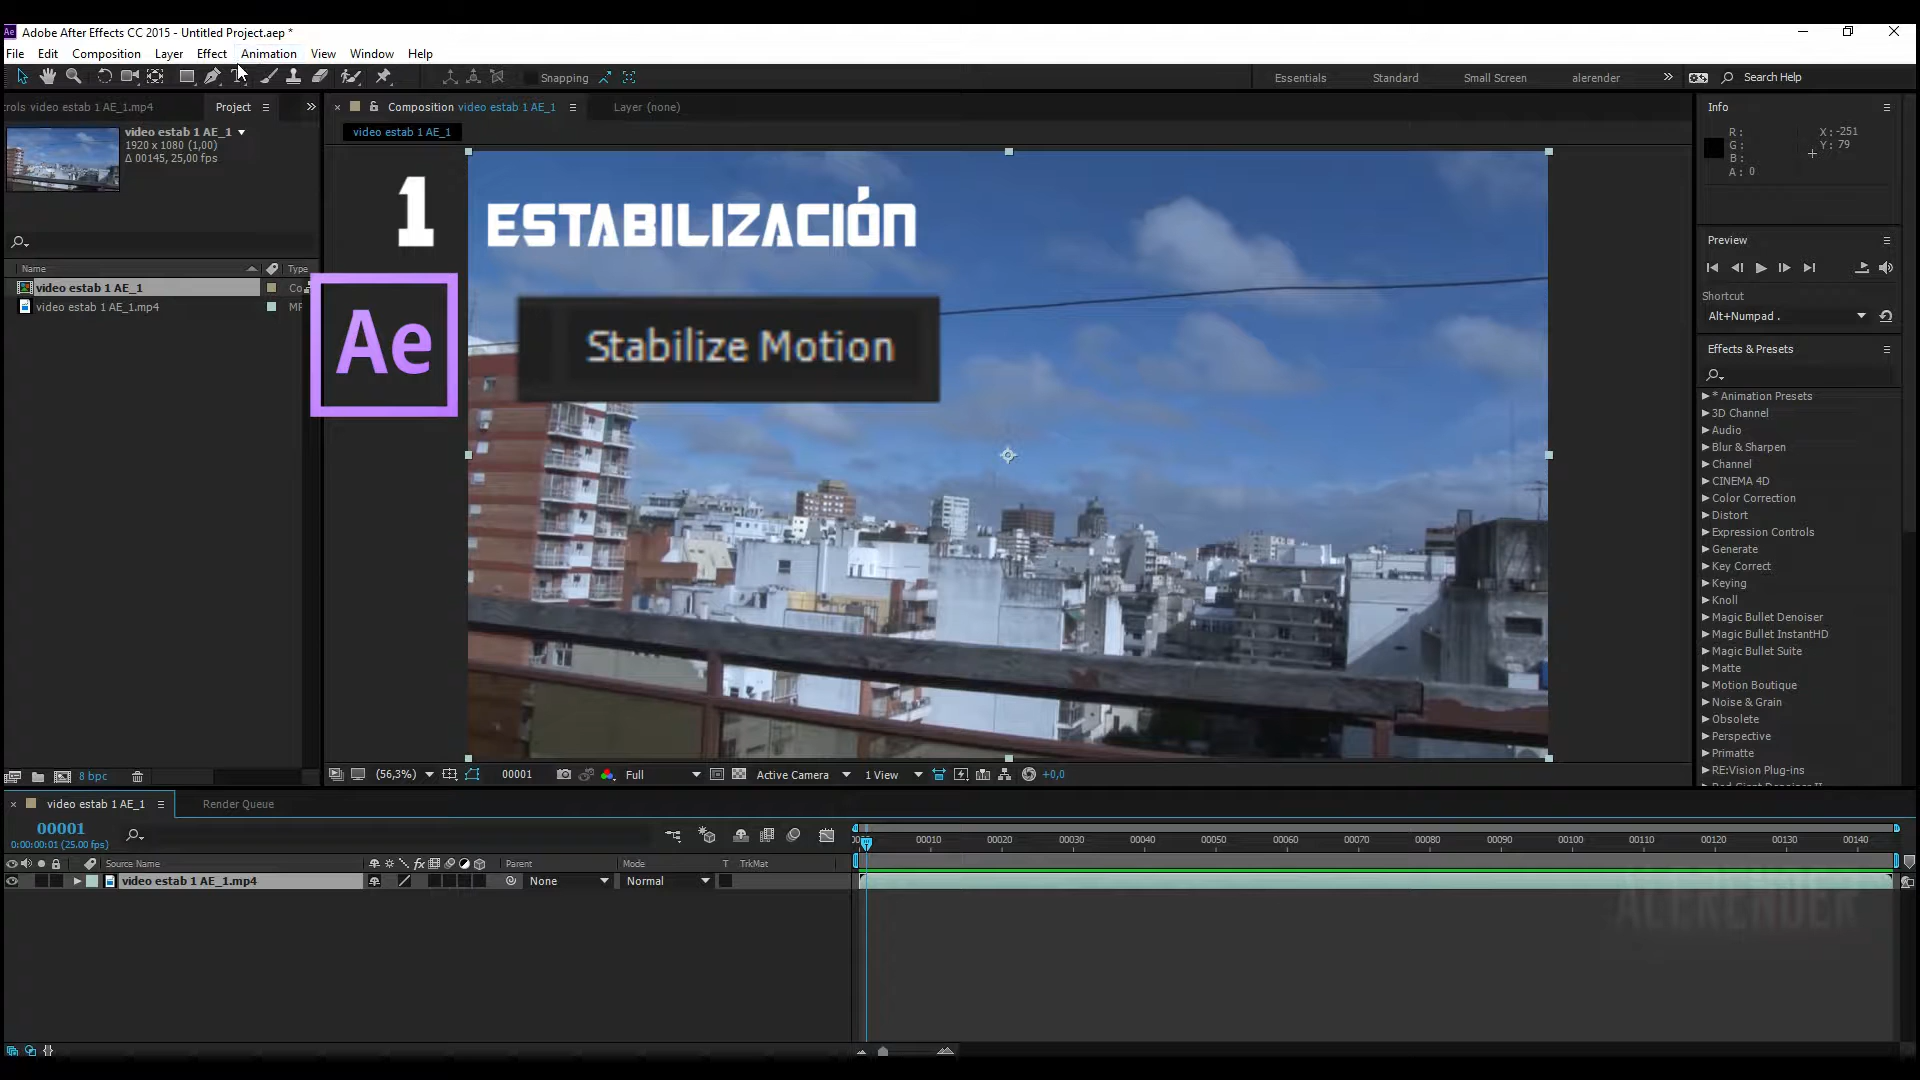 Adobe After Effects CC 2015 - Untitled Project.aep *
File Edit Composition Layer Effect Animation View Window Help
Snapping
Essentials Standard Small Screen alerender Search Help
video estab 1 AE_1.mp4
Project
Composition video estab 1 AE_1
Layer (none)
video estab 1 AE_1
video estab 1 AE_1
1920 x 1080 (1,00)
Δ 00145, 25,00 fps
Name Type
video estab 1 AE_1
video estab 1 AE_1.mp4
1 ESTABILIZACIÓN
Ae
Stabilize Motion
Info
R: X: -251
G: Y: 79
B:
A: 0
Preview
Shortcut
Alt+Numpad .
Effects & Presets
* Animation Presets
3D Channel
Audio
Blur & Sharpen
Channel
CINEMA 4D
Color Correction
Distort
Expression Controls
Generate
Key Correct
Keying
Knoll
Magic Bullet Denoiser
Magic Bullet InstantHD
Magic Bullet Suite
Matte
Motion Boutique
Noise & Grain
Obsolete
Perspective
Primatte
RE:Vision Plug-ins
8 bpc
(56,3%) 00001 Full Active Camera 1 View +0,0
video estab 1 AE_1
Render Queue
00001
0:00:00:01 (25.00 fps)
00010 00020 00030 00040 00050 00060 00070 00080 00090 00100 00110 00120 00130 00140
Source Name Parent Mode T TrkMat
video estab 1 AE_1.mp4 None Normal
ALERENDER